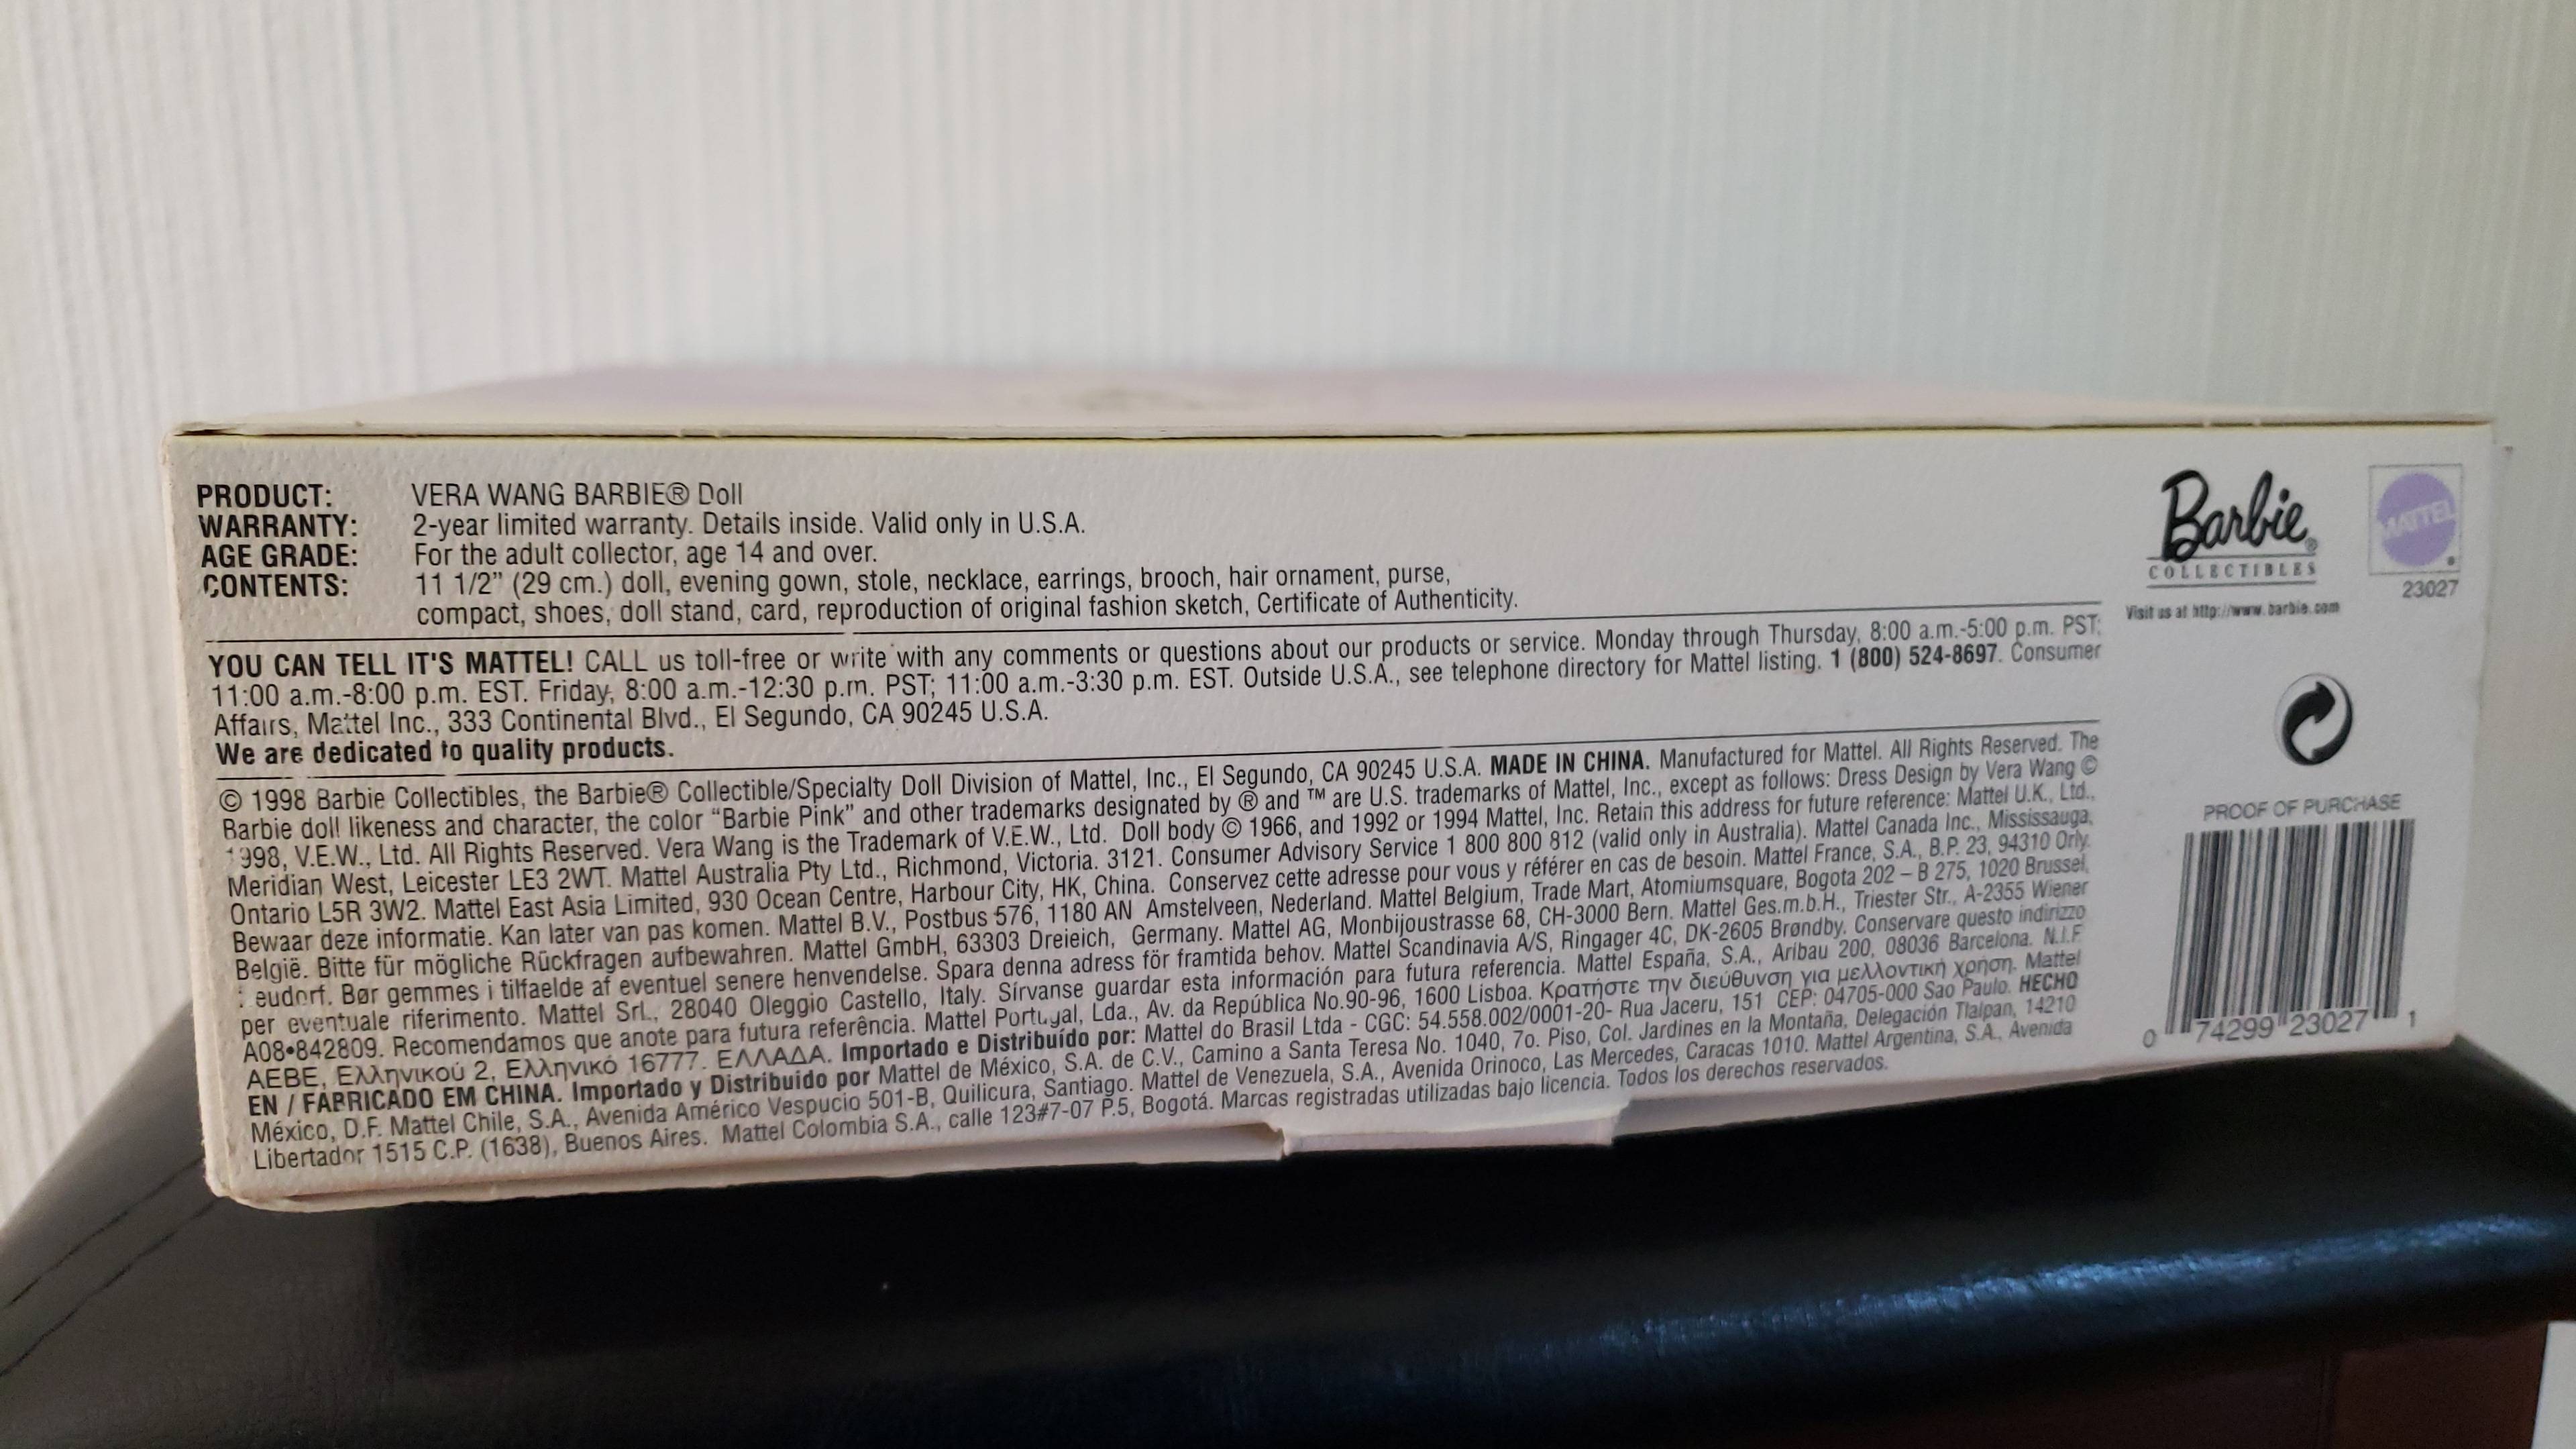 PRODUCT: VERA WANG BARBIE® Doll
WARRANTY: 2-year limited warranty. Details inside. Valid only in U.S.A.
AGE GRADE: For the adult collector, age 14 and over.
CONTENTS: 11 1/2" (29 cm.) doll, evening gown, stole, necklace, earrings, brooch, hair ornament, purse,
compact, shoes, doll stand, card, reproduction of original fashion sketch, Certificate of Authenticity.
YOU CAN TELL IT'S MATTEL! CALL us toll-free or write with any comments or questions about our products or service. Monday through Thursday, 8:00 a.m.-5:00 p.m. PST;
11:00 a.m.-8:00 p.m. EST. Friday, 8:00 a.m.-12:30 p.m. PST; 11:00 a.m.-3:30 p.m. EST. Outside U.S.A., see telephone directory for Mattel listing. 1 (800) 524-8697. Consumer
Affairs, Mattel Inc., 333 Continental Blvd., El Segundo, CA 90245 U.S.A.
We are dedicated to quality products.
© 1998 Barbie Collectibles, the Barbie® Collectible/Specialty Doll Division of Mattel, Inc., El Segundo, CA 90245 U.S.A. MADE IN CHINA. Manufactured for Mattel. All Rights Reserved. The
Barbie doll likeness and character, the color “Barbie Pink” and other trademarks designated by ® and ™ are U.S. trademarks of Mattel, Inc., except as follows: Dress Design by Vera Wang ©
1998, V.E.W., Ltd. All Rights Reserved. Vera Wang is the Trademark of V.E.W., Ltd. Doll body © 1966, and 1992 or 1994 Mattel, Inc. Retain this address for future reference: Mattel U.K., Ltd.,
Meridian West, Leicester LE3 2WT. Mattel Australia Pty Ltd., Richmond, Victoria. 3121. Consumer Advisory Service 1 800 800 812 (valid only in Australia). Mattel Canada Inc., Mississauga,
Ontario L5R 3W2. Mattel East Asia Limited, 930 Ocean Centre, Harbour City, HK, China. Conservez cette adresse pour vous y référer en cas de besoin. Mattel France, S.A., B.P. 23, 94310 Orly.
Bewaar deze informatie. Kan later van pas komen. Mattel B.V., Postbus 576, 1180 AN Amstelveen, Nederland. Mattel Belgium, Trade Mart, Atomiumsquare, Bogota 202 – B 275, 1020 Brussel,
België. Bitte für mögliche Rückfragen aufbewahren. Mattel GmbH, 63303 Dreieich, Germany. Mattel AG, Monbijoustrasse 68, CH-3000 Bern. Mattel Ges.m.b.H., Triester Str., A-2355 Wiener
eudorf. Bør gemmes i tilfaelde af eventuel senere henvendelse. Spara denna adress för framtida behov. Mattel Scandinavia A/S, Ringager 4C, DK-2605 Brøndby. Conservare questo indirizzo
per eventuale riferimento. Mattel Srl., 28040 Oleggio Castello, Italy. Sírvanse guardar esta información para futura referencia. Mattel España, S.A., Aribau 200, 08036 Barcelona. N.I.F.
A08•842809. Recomendamos que anote para futura referência. Mattel Portugal, Lda., Av. da República No.90-96, 1600 Lisboa. Κρατήστε την διεύθυνση για μελλοντική χρήση. Mattel
AEBE, Ελληνικού 2, Ελληνικό 16777. ΕΛΛΑΔΑ. Importado e Distribuído por: Mattel do Brasil Ltda - CGC: 54.558.002/0001-20- Rua Jaceru, 151 CEP: 04705-000 Sao Paulo. HECHO
EN / FABRICADO EM CHINA. Importado y Distribuido por Mattel de México, S.A. de C.V., Camino a Santa Teresa No. 1040, 7o. Piso, Col. Jardines en la Montaña, Delegación Tlalpan, 14210
México, D.F. Mattel Chile, S.A., Avenida Américo Vespucio 501-B, Quilicura, Santiago. Mattel de Venezuela, S.A., Avenida Orinoco, Las Mercedes, Caracas 1010. Mattel Argentina, S.A., Avenida
Libertador 1515 C.P. (1638), Buenos Aires. Mattel Colombia S.A., calle 123#7-07 P.5, Bogotá. Marcas registradas utilizadas bajo licencia. Todos los derechos reservados.
Barbie®
COLLECTIBLES
Visit us at http://www.barbie.com
MATTEL
23027
PROOF OF PURCHASE
0 74299 23027 1